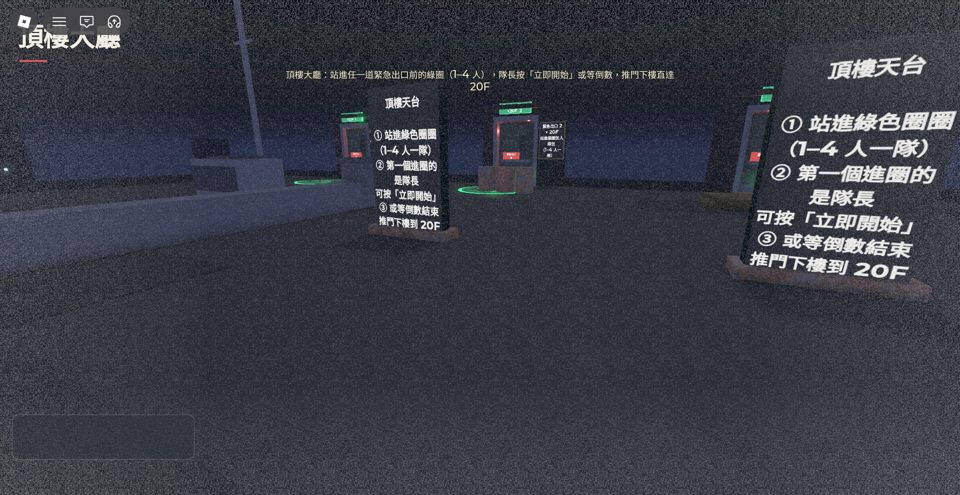 頂樓大廳
頂樓大廳：站進任一道緊急出口前的綠圈（1–4 人），隊長按「立即開始」或等倒數，推門下樓直達
20F
頂樓天台
① 站進綠色圈圈
（1–4 人一隊）
② 第一個進圈的
是隊長
可按「立即開始」
③ 或等倒數結束
推門下樓到 20F
頂樓天台
① 站進綠色圈圈
（1–4 人一隊）
② 第一個進圈的
是隊長
可按「立即開始」
③ 或等倒數結束
推門下樓到 20F